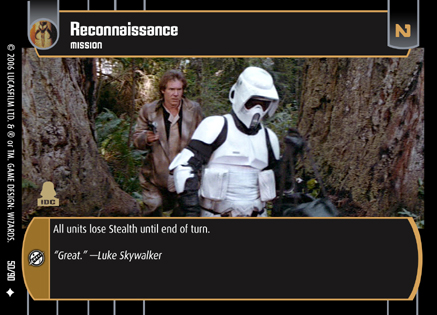 Reconnaissance
MISSION
N
© 2006 LUCASFILM LTD. & ® or TM. GAME DESIGN: WIZARDS.
50/90
IDC
All units lose Stealth until end of turn.
“Great.” —Luke Skywalker